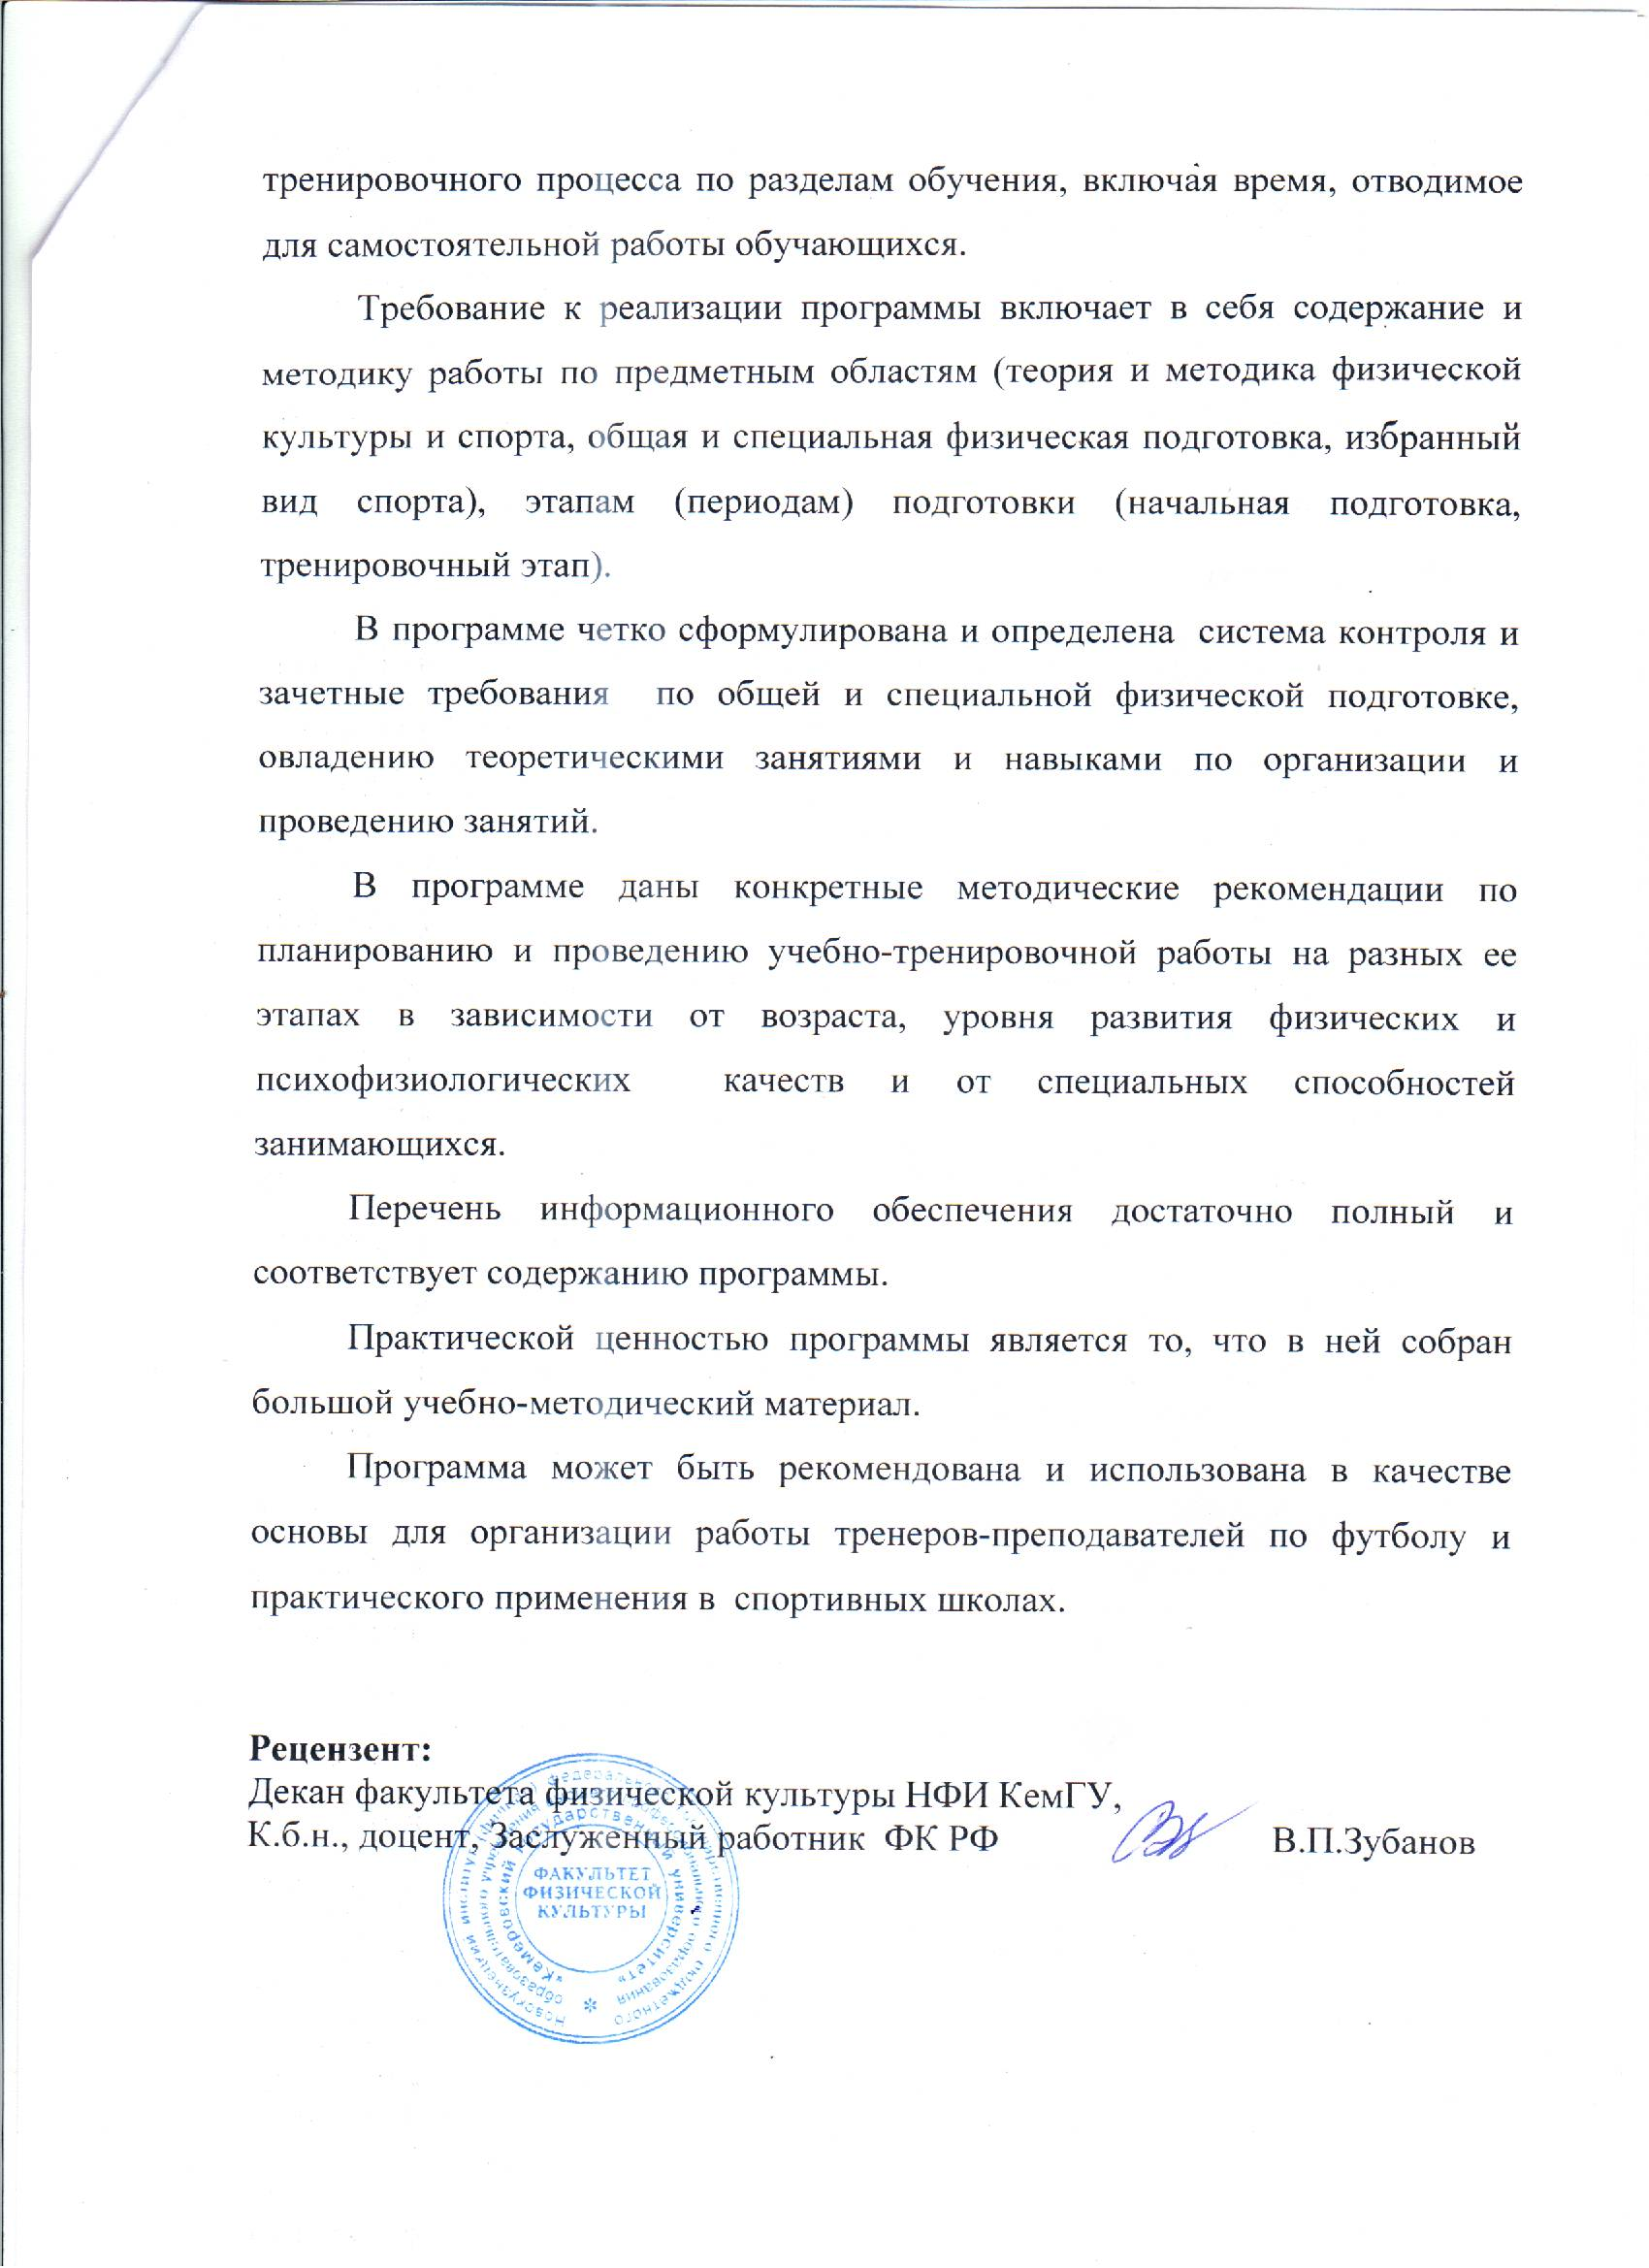 тренировочного процесса по разделам обучения, включая время, отводимое
для самостоятельной работы обучающихся.
Требование к реализации программы включает в себя содержание и
методику работы по предметным областям (теория и методика физической
культуры и спорта, общая и специальная физическая подготовка, избранный
вид спорта), этапам (периодам) подготовки (начальная подготовка,
тренировочный этап).
В программе четко сформулирована и определена система контроля и
зачетные требования по общей и специальной физической подготовке,
овладению теоретическими занятиями и навыками по организации и
проведению занятий.
В программе даны конкретные методические рекомендации по
планированию и проведению учебно-тренировочной работы на разных ее
этапах в зависимости от возраста, уровня развития физических и
психофизиологических качеств и от специальных способностей
занимающихся.
Перечень информационного обеспечения достаточно полный и
соответствует содержанию программы.
Практической ценностью программы является то, что в ней собран
большой учебно-методический материал.
Программа может быть рекомендована и использована в качестве
основы для организации работы тренеров-преподавателей по футболу и
практического применения в спортивных школах.
Рецензент:
Декан факультета физической культуры НФИ КемГУ,
К.б.н., доцент, Заслуженный работник ФК РФ В.П.Зубанов
«Кемеровский государственный университет»
ФАКУЛЬТЕТ
ФИЗИЧЕСКОЙ
КУЛЬТУРЫ